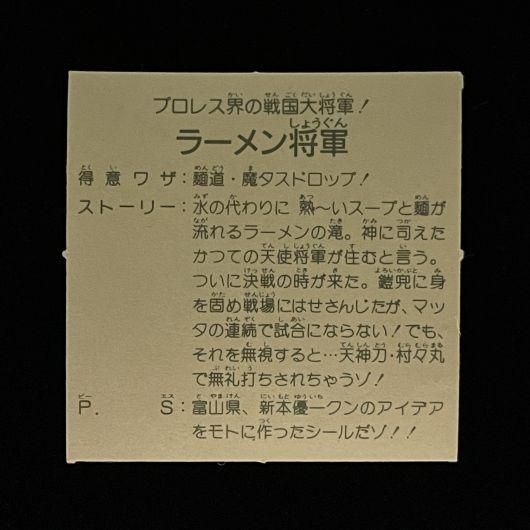 プロレス界の戦国大将軍！
ラーメン将軍
得意ワザ：麺道・魔タストロップ！
ストーリー：水の代わりに 熱〜いスープと麺が
流れるラーメンの滝。神に司えた
かつての天使将軍が住むと言う。
ついに決戦の時が来た。鎧兜に身
を固め戦場にはせさんじたが、マッ
タの連続で試合にならない！でも、
それを無視すると…天神刀・村々丸
で無礼打ちされちゃうゾ！
P. S：富山県、新本優一クンのアイデア
をモトに作ったシールだゾ！！